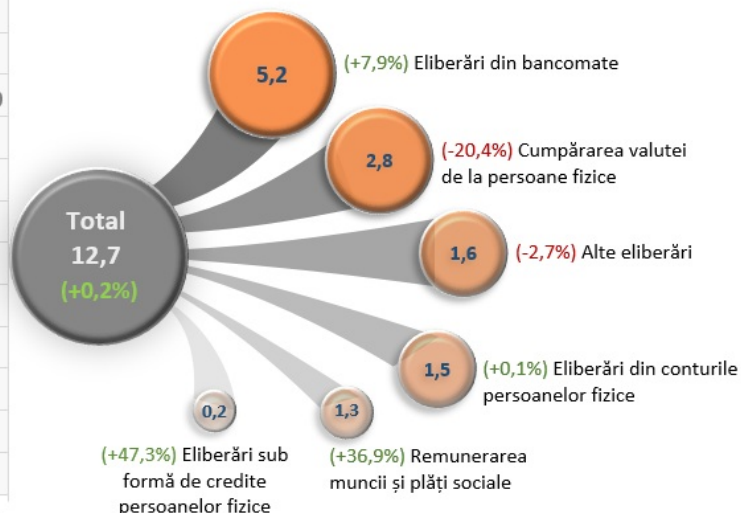 5,2
(+7,9%) Eliberări din bancomate
2,8
(-20,4%) Cumpărarea valutei
de la persoane fizice
Total
12,7
(+0,2%)
1,6
(-2,7%) Alte eliberări
1,5
(+0,1%) Eliberări din conturile
persoanelor fizice
0,2
(+47,3%) Eliberări sub
formă de credite
persoanelor fizice
1,3
(+36,9%) Remunerarea
muncii și plăți sociale